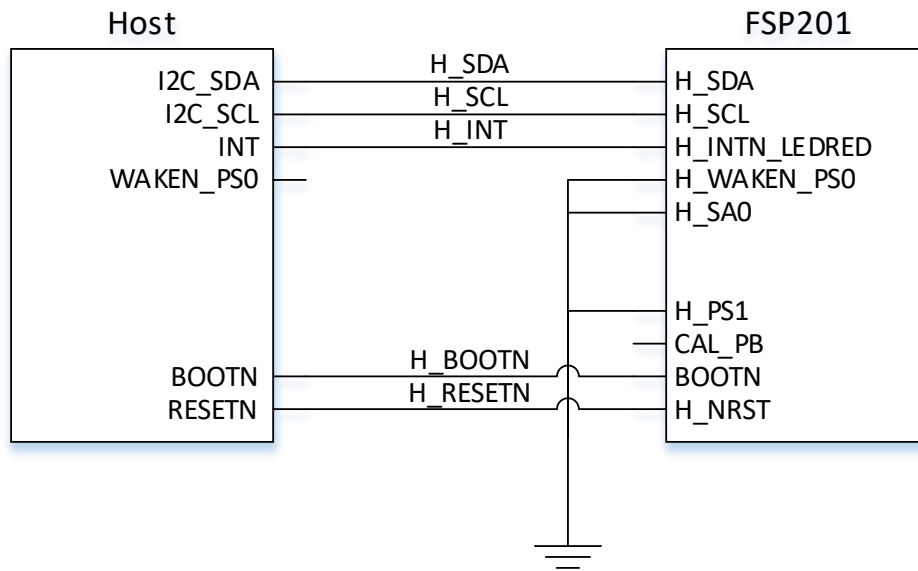 Host
FSP201
I2C_SDA
H_SDA
H_SDA
I2C_SCL
H_SCL
H_SCL
INT
H_INT
H_INTN_LEDRED
WAKEN_PS0
H_WAKEN_PS0
H_SA0
H_PS1
CAL_PB
BOOTN
H_BOOTN
BOOTN
RESETN
H_RESETN
H_NRST